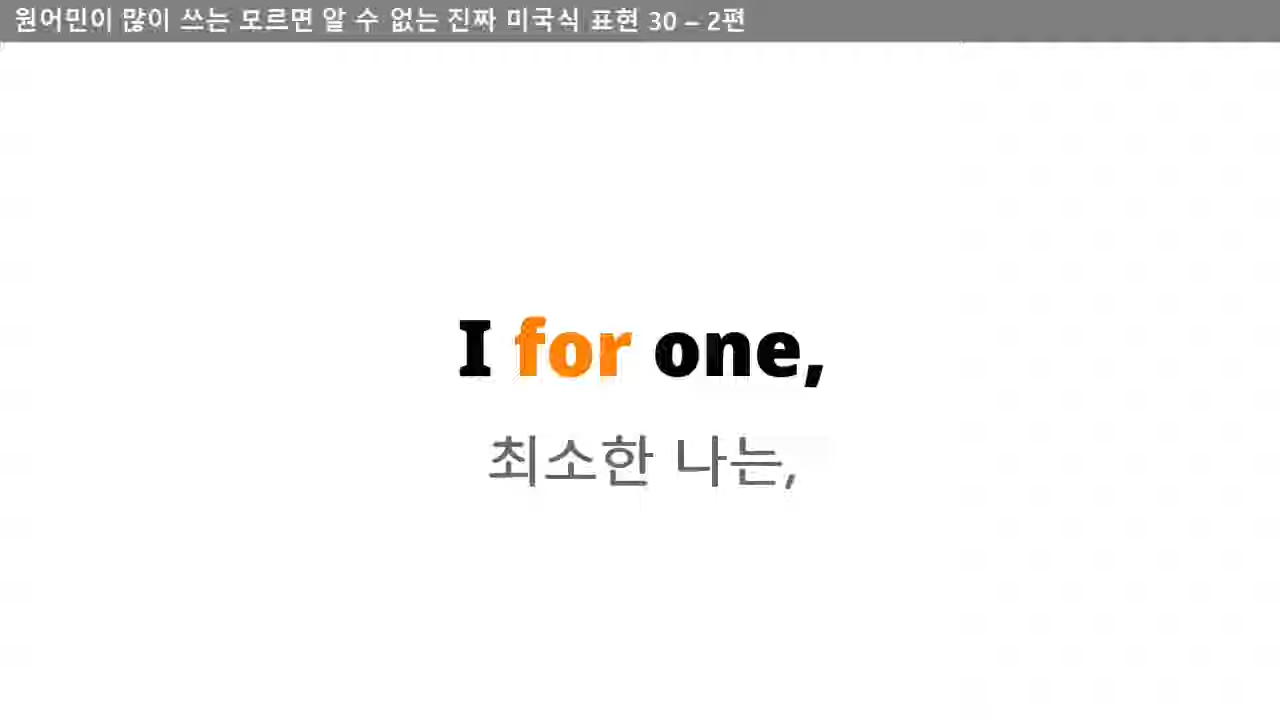 원어민이 많이 쓰는 모르면 알 수 없는 진짜 미국식 표현 30 – 2편
I for one,
최소한 나는,